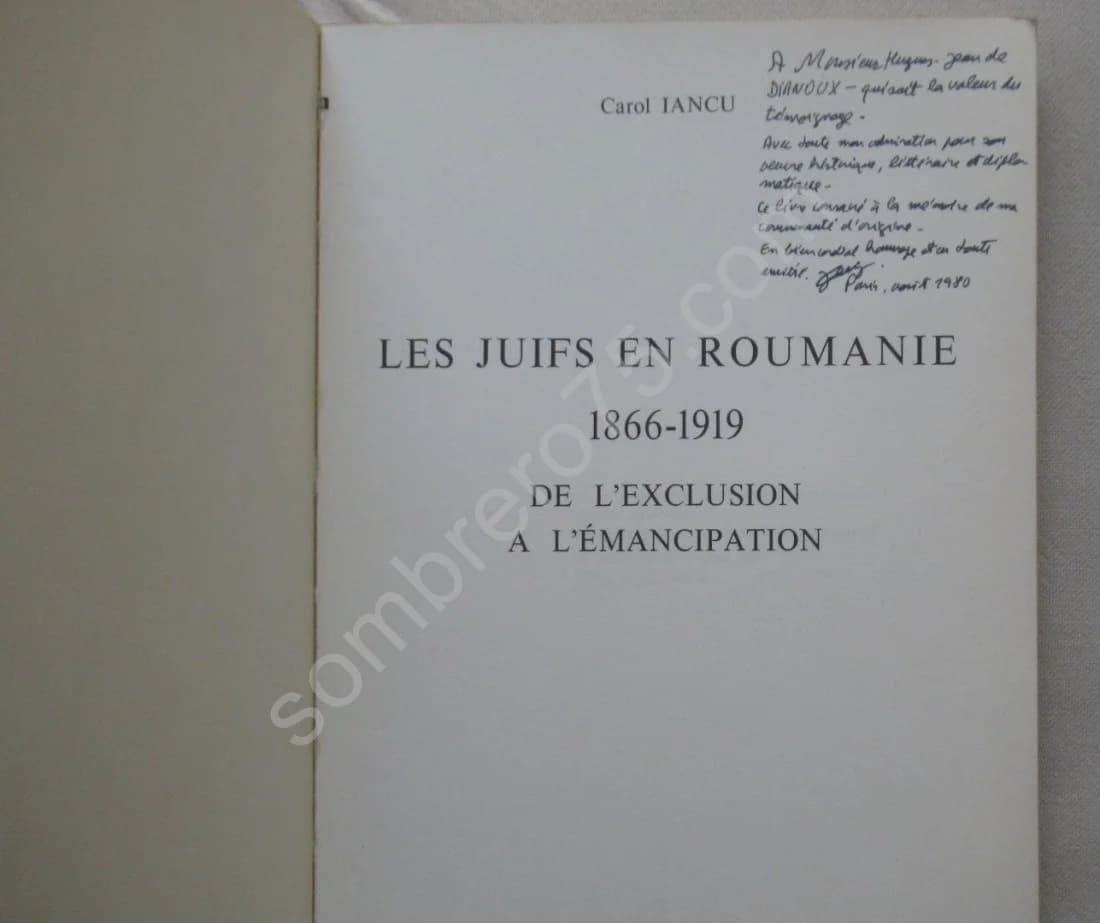 A Monsieur Hugues-Jean de
DIANOUX - qui sait la valeur du
témoignage.
Avec toute mon admiration pour son
oeuvre historique, littéraire et diplo
matique.
Ce livre consacré à la mémoire de ma
communauté d'origine.
En bien cordial hommage et en toute
amitié.
Paris, 1980
Carol IANCU
LES JUIFS EN ROUMANIE
1866-1919
DE L'EXCLUSION
A L'ÉMANCIPATION
sombrero75.com